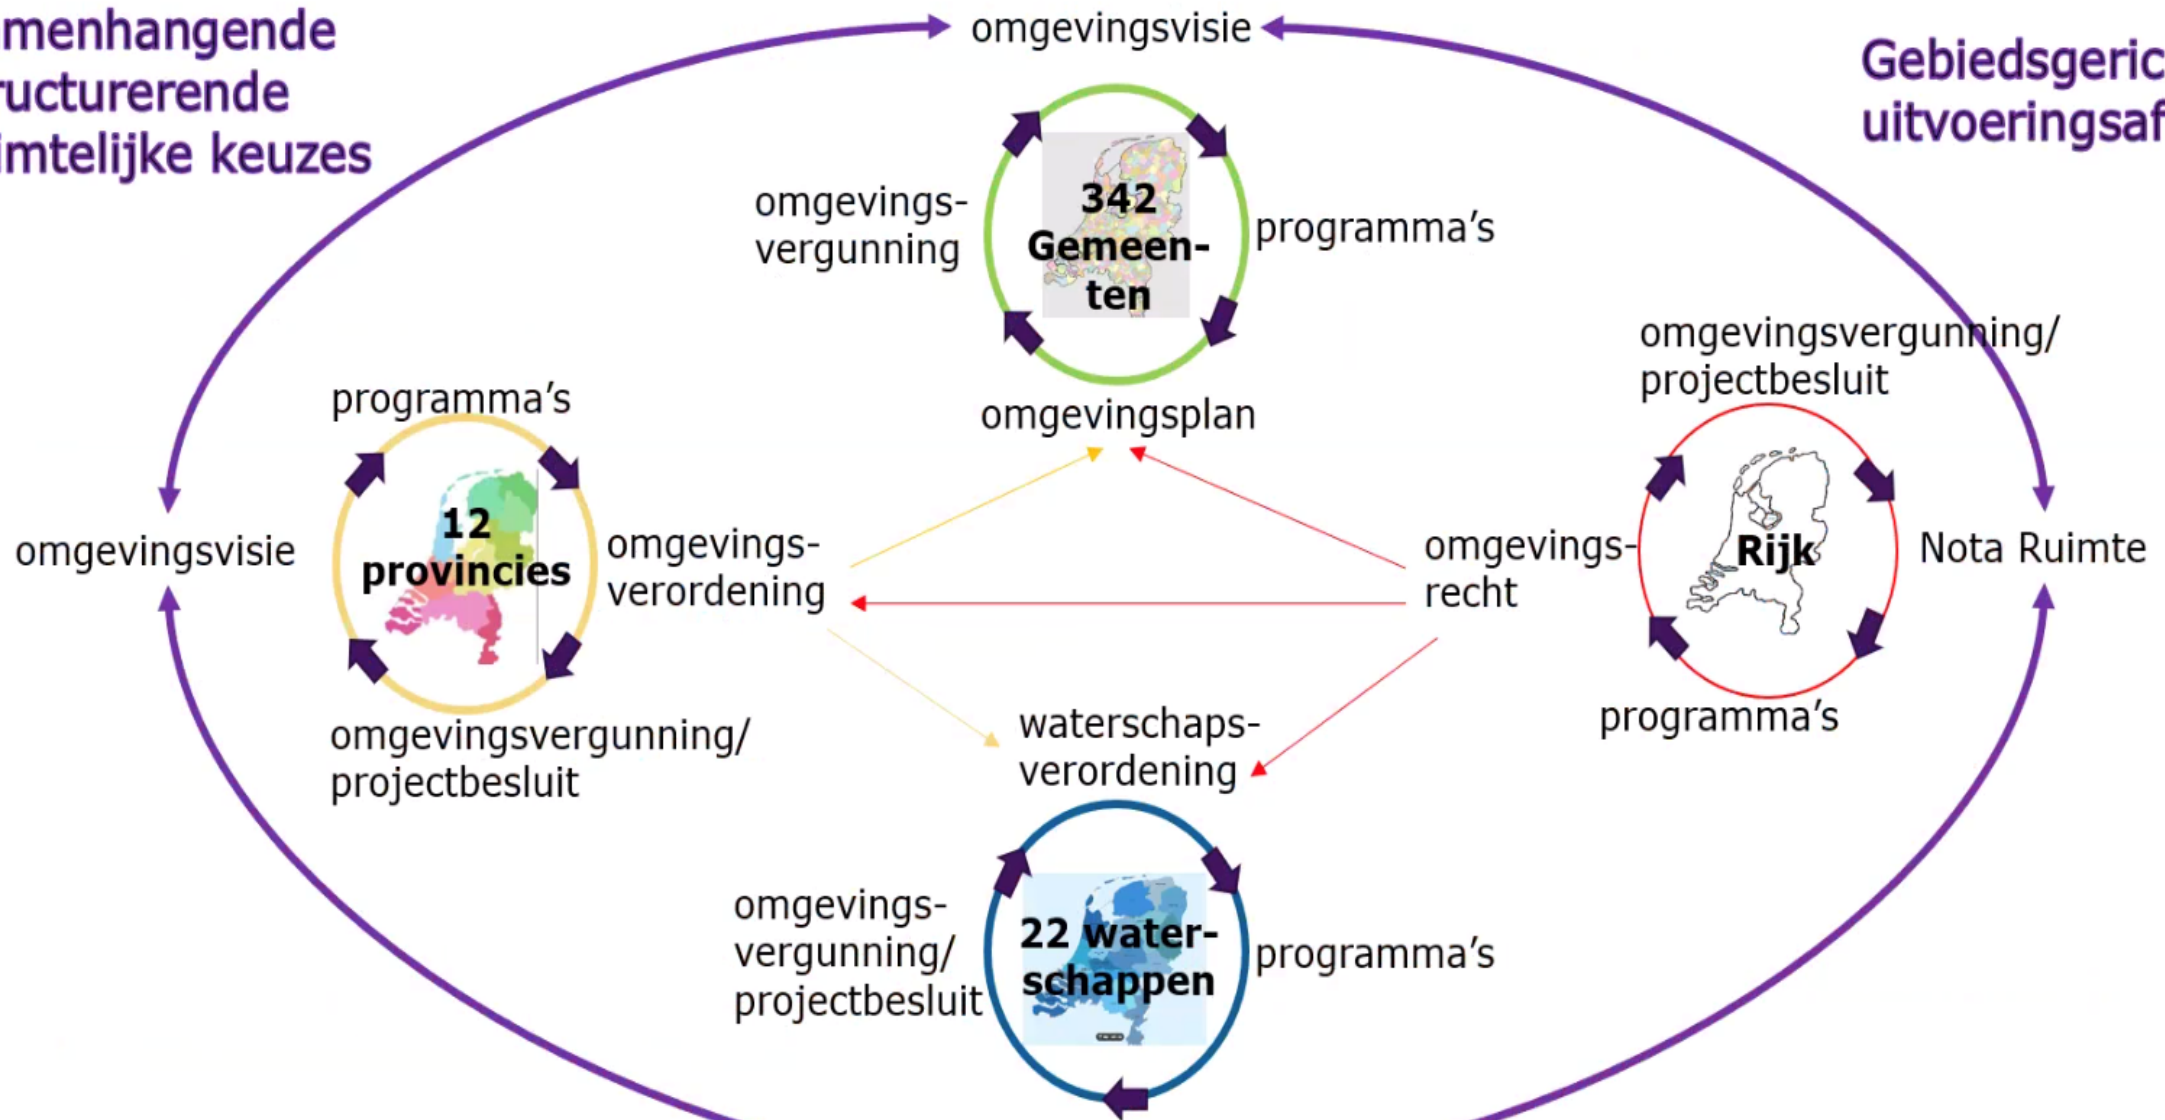 menhangende
ructurerende
imtelijke keuzes
omgevingsvisie
Gebiedsgeric
uitvoeringsaf
342
Gemeen-
ten
omgevings-
vergunning
programma's
omgevingsplan
programma's
12
provincies
omgevingsvisie
omgevings-
verordening
omgevingsvergunning/
projectbesluit
omgevingsvergunning/
projectbesluit
omgevings-
recht
Rijk
Nota Ruimte
programma's
waterschaps-
verordening
omgevings-
vergunning/
projectbesluit
22 water-
schappen
programma's